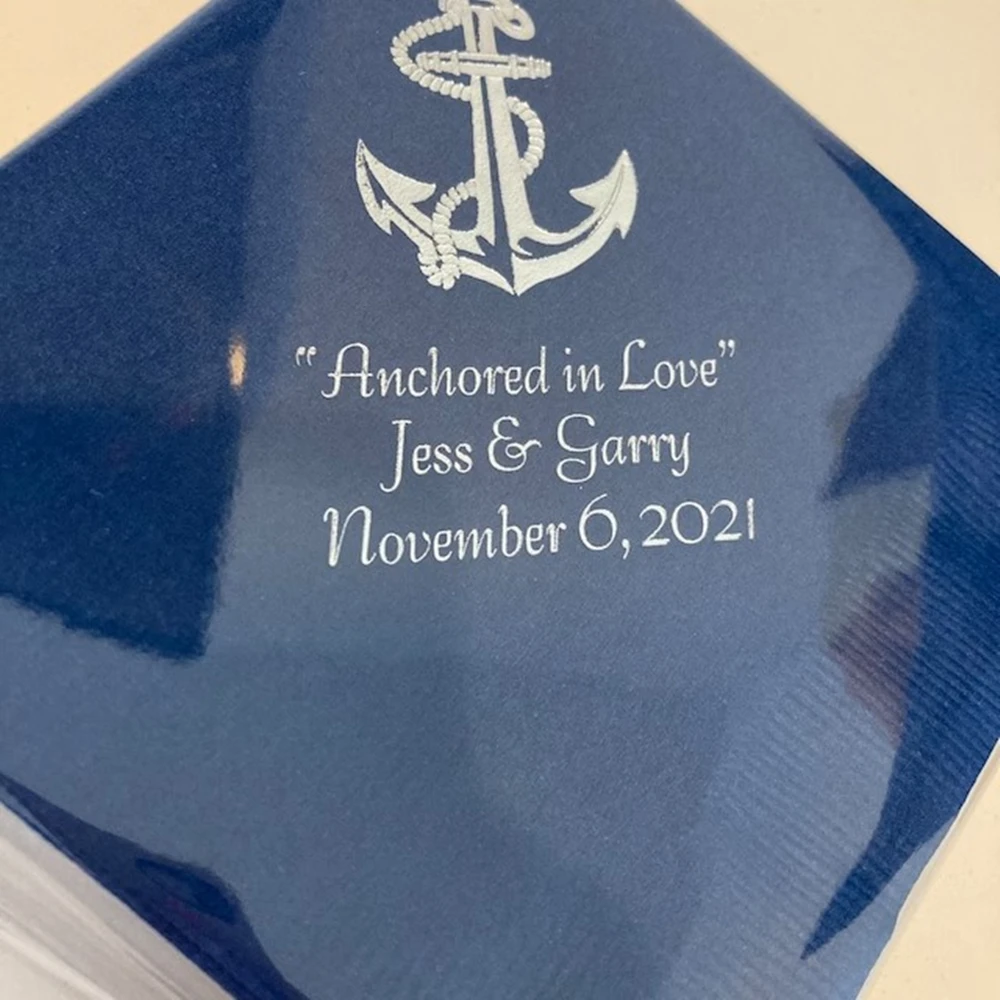 “Anchored in Love”
Jess & Garry
November 6, 2021